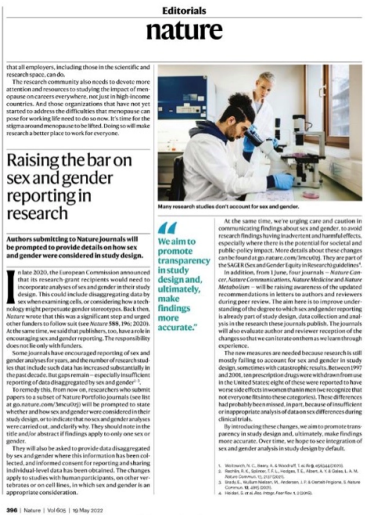 Editorials
nature
that all employers, including those in the scientific and
research space, can do.
The research community also needs to devote more
attention and resources to studying the impact of men-
opause on careers everywhere, not just in high-income
countries. And those organizations that have not yet
started to address the difficulties that menopause can
pose for working life need to do so now. It's time for the
stigma around menopause to be lifted. Doing so will make
research a better place to work for everyone.
Raising the bar on
sex and gender
reporting in
research
Authors submitting to Nature journals will
be prompted to provide details on how sex
and gender were considered in study design.
In late 2020, the European Commission announced
that its research grant recipients would need to
incorporate analyses of sex and gender in their study
design. This could include disaggregating data by
sex when examining cells, or considering how a tech-
nology might perpetuate gender stereotypes. Back then,
Nature wrote that this was a significant step and urged
other funders to follow suit (see Nature 588, 196; 2020).
At the same time, we said that publishers, too, have a role in
encouraging sex and gender reporting. The responsibility
does not lie only with funders.
Some journals have encouraged reporting of sex and
gender analyses for years, and the number of research stud-
ies that include such data has increased substantially in
the past decade. But gaps remain — especially insufficient
reporting of data disaggregated by sex and gender
To remedy this, from now on, researchers who submit
papers to a subset of Nature Portfolio journals (see list
at go.nature.com/ ) will be prompted to state
whether and how sex and gender were considered in their
study design, or to indicate that no sex and gender analyses
were carried out, and clarify why. They should note in the
title and/or abstract if findings apply to only one sex or
gender.
They will also be asked to provide data disaggregated
by sex and gender where this information has been col-
lected, and informed consent for reporting and sharing
individual-level data has been obtained. The changes
apply to studies with human participants, on other ver-
tebrates or on cell lines, in which sex and gender is an
appropriate consideration.
Many research studies don't account for sex and gender.
We aim to
promote
transparency
in study
design and,
ultimately,
make
findings
more
accurate."
At the same time, we're urging care and caution in
communicating findings about sex and gender, to avoid
research findings having inadvertent and harmful effects,
especially where there is the potential for societal and
public-policy impact. More details about these changes
can be found at go.nature.com/ . They are part of
the SAGER (Sex and Gender Equity in Research) guidelines
In addition, from 1 June, four journals — Nature Can-
cer, Nature Communications, Nature Medicine and Nature
Metabolism — will be raising awareness of the updated
recommendations in letters to authors and reviewers
during peer review. The aim here is to improve under-
standing of the degree to which sex and gender reporting
is already part of study design, data collection and anal-
ysis in the research these journals publish. The journals
will also evaluate author and reviewer reception of the
changes so that we can iterate on them as we learn through
experience.
The new measures are needed because research is still
mostly failing to account for sex and gender in study
design, sometimes with catastrophic results. Between 1997
and 2001, ten prescription drugs were withdrawn from use
in the United States; eight of these were reported to have
worse side effects in women than in men (we recognize that
not everyone fits into these categories). These differences
had probably been missed, in part, because of insufficient
or inappropriate analysis of data on sex differences during
clinical trials.
By introducing these changes, we aim to promote trans-
parency in study design and, ultimately, make findings
more accurate. Over time, we hope to see integration of
sex and gender analysis in study design by default.
396 | Nature | Vol 605 | 19 May 2022